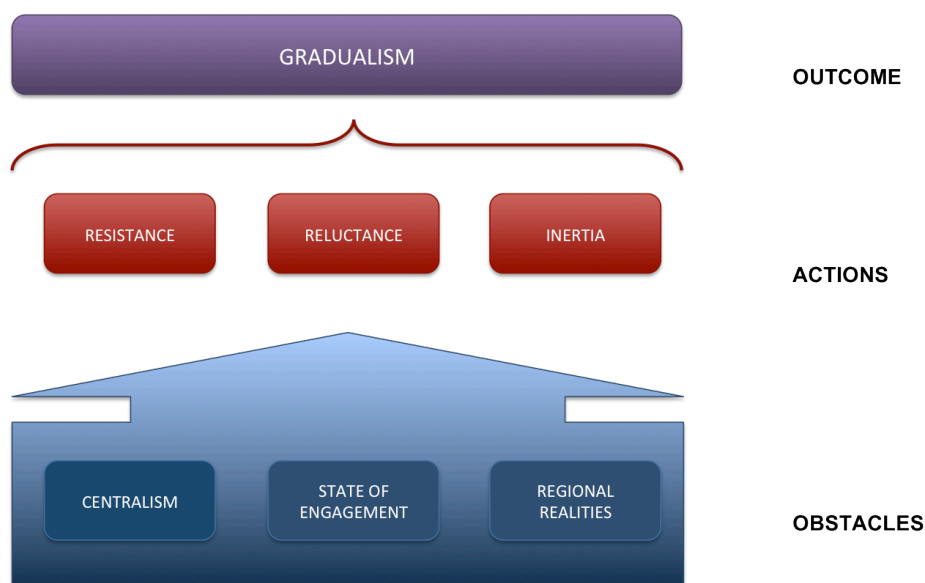 GRADUALISM
OUTCOME
RESISTANCE
RELUCTANCE
INERTIA
ACTIONS
CENTRALISM
STATE OF
ENGAGEMENT
REGIONAL
REALITIES
OBSTACLES